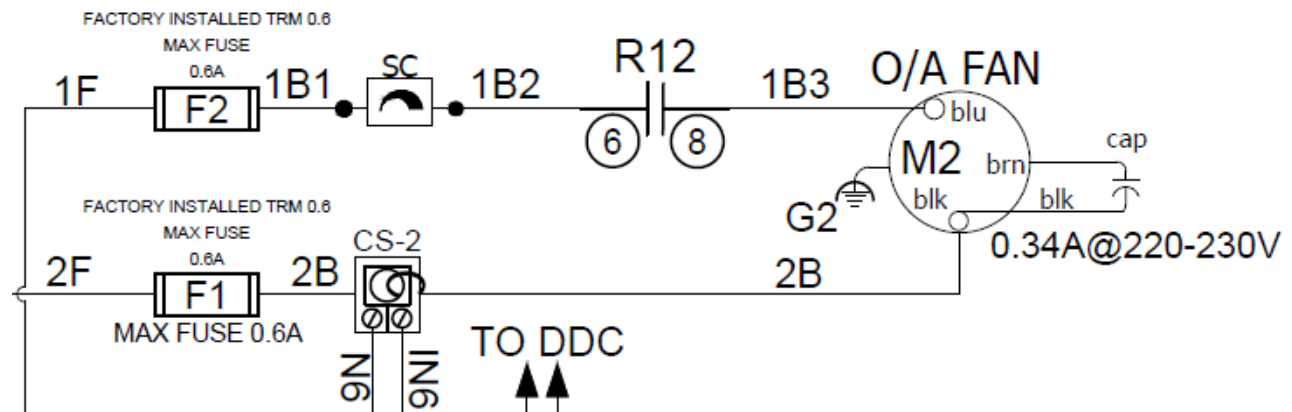 FACTORY INSTALLED TRM 0.6
MAX FUSE
0.6A
1F
F2
1B1
SC
1B2
R12
6
8
1B3
O/A FAN
blu
M2
brn
blk
cap
blk
G2
0.34A@220-230V
FACTORY INSTALLED TRM 0.6
MAX FUSE
0.6A
2F
F1
2B
CS-2
2B
MAX FUSE 0.6A
9N
9NI
TO DDC